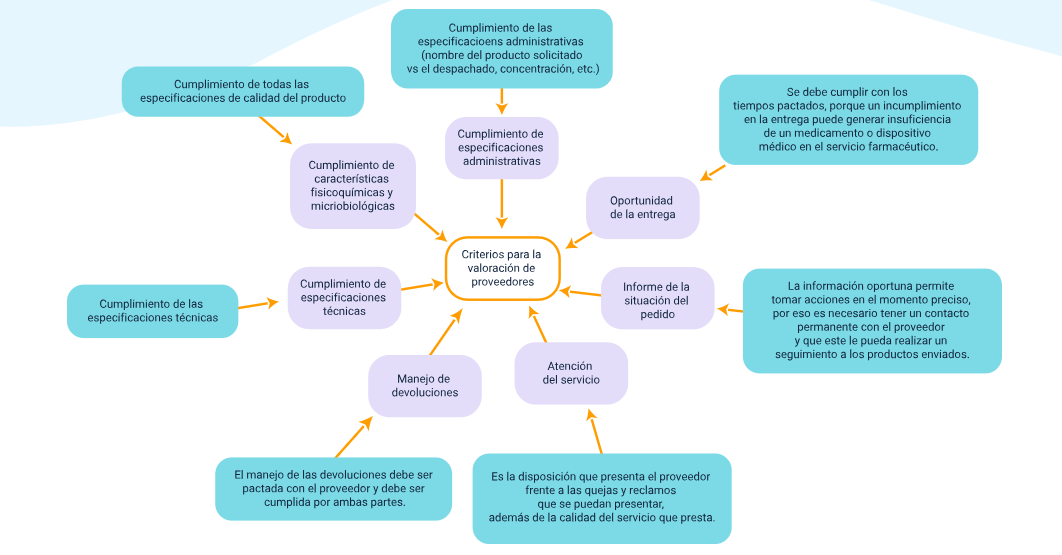 Cumplimiento de las
especificacioens administrativas
(nombre del producto solicitado
vs el despachado, concentración, etc.)
Cumplimiento de todas las
especificaciones de calidad del producto
Se debe cumplir con los
tiempos pactados, porque un incumplimiento
en la entrega puede generar insuficiencia
de un medicamento o dispositivo
médico en el servicio farmacéutico.
Cumplimiento de
especificaciones
administrativas
Cumplimiento de
características
fisicoquímicas y
micriobiológicas
Oportunidad
de la entrega
Criterios para la
valoración de
proveedores
Cumplimiento de
especificaciones
técnicas
Informe de la
situación del
pedido
Cumplimiento de las
especificaciones técnicas
La información oportuna permite
tomar acciones en el momento preciso,
por eso es necesario tener un contacto
permanente con el proveedor
y que este le pueda realizar un
seguimiento a los productos enviados.
Manejo de
devoluciones
Atención
del servicio
El manejo de las devoluciones debe ser
pactada con el proveedor y debe ser
cumplida por ambas partes.
Es la disposición que presenta el proveedor
frente a las quejas y reclamos
que se puedan presentar,
además de la calidad del servicio que presta.